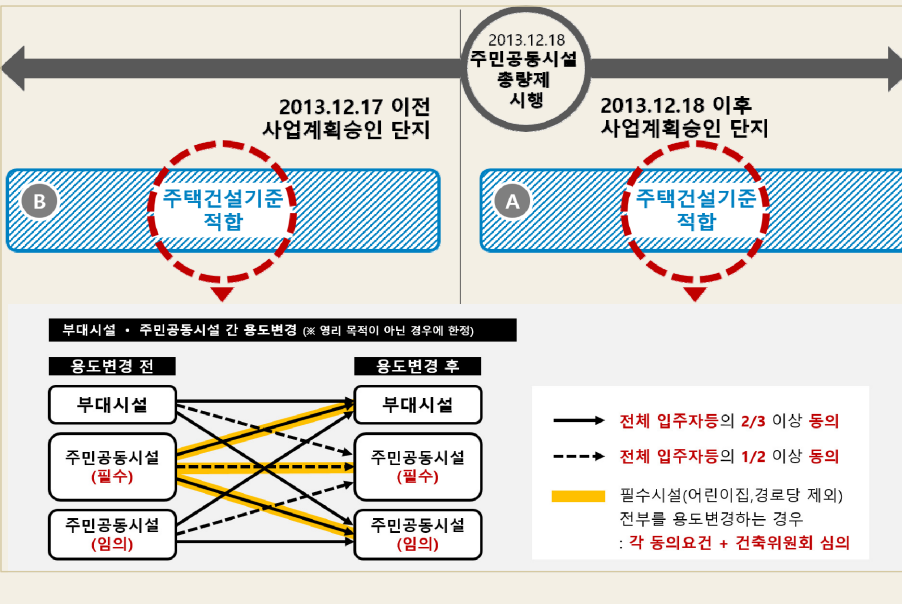 2013.12.18
주민공동시설
총량제
시행
2013.12.17 이전
사업계획승인 단지
2013.12.18 이후
사업계획승인 단지
B
주택건설기준
적합
A
주택건설기준
적합
부대시설 • 주민공동시설 간 용도변경 (※ 영리 목적이 아닌 경우에 한정)
용도변경 전
용도변경 후
부대시설
부대시설
주민공동시설
(필수)
주민공동시설
(필수)
주민공동시설
(임의)
주민공동시설
(임의)
전체 입주자등의 2/3 이상 동의
전체 입주자등의 1/2 이상 동의
필수시설(어린이집,경로당 제외)
전부를 용도변경하는 경우
: 각 동의요건 + 건축위원회 심의